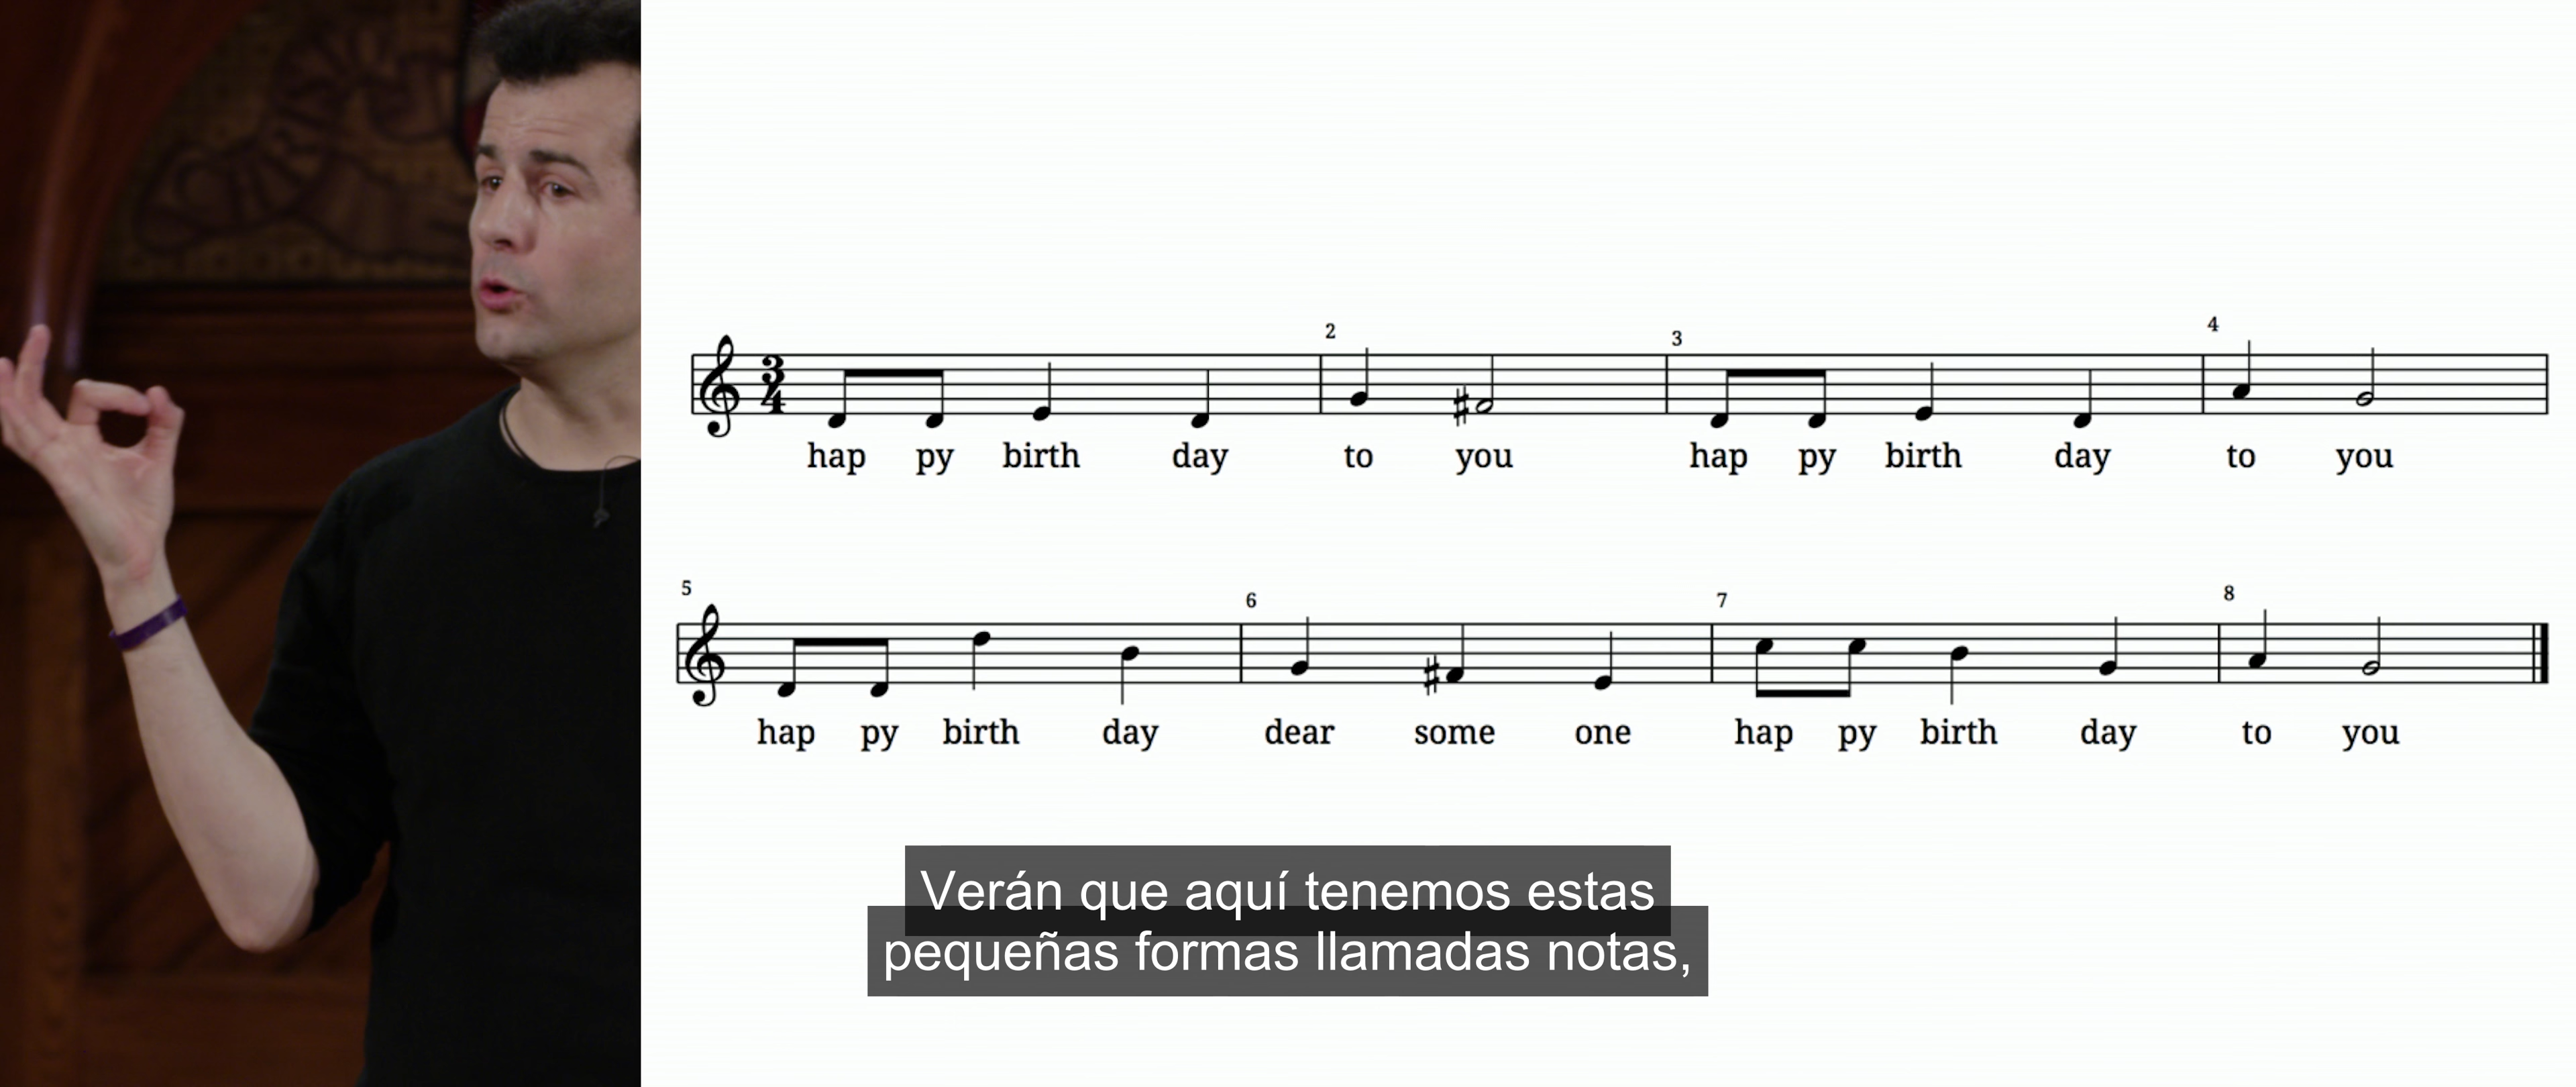 2 3 4
3
4
hap py birth day to you hap py birth day to you
5 6 7 8
hap py birth day dear some one hap py birth day to you
Verán que aquí tenemos estas
pequeñas formas llamadas notas,